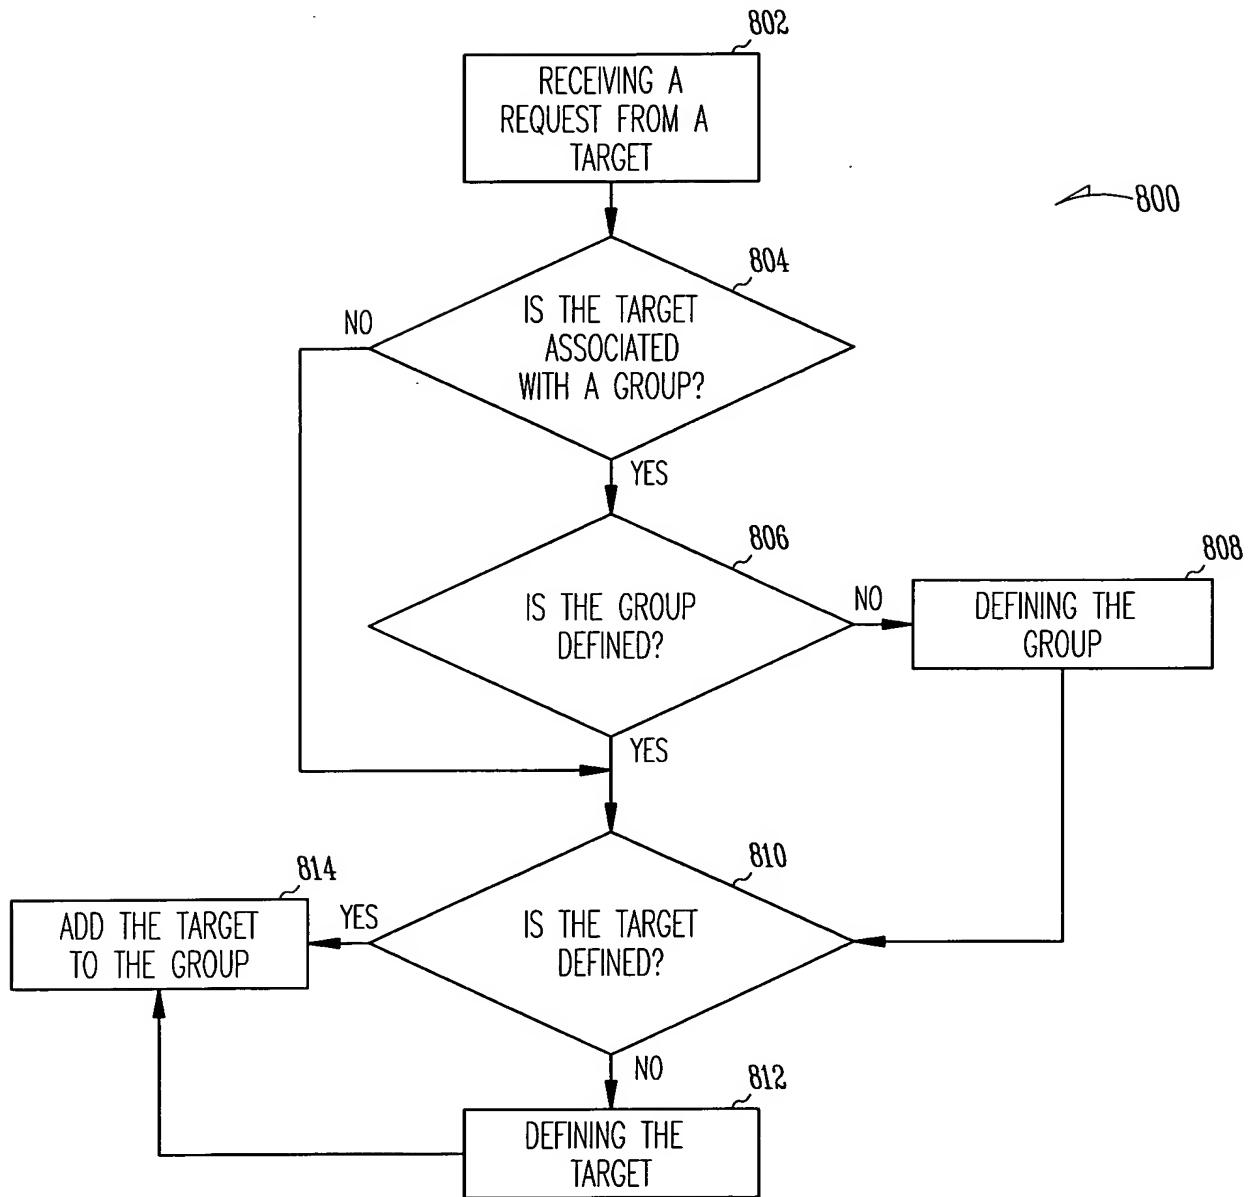 802
RECEIVING A
REQUEST FROM A
TARGET
800
804
NO
IS THE TARGET
ASSOCIATED
WITH A GROUP?
YES
806
808
IS THE GROUP
DEFINED?
NO
DEFINING THE
GROUP
YES
810
814
YES
ADD THE TARGET
TO THE GROUP
IS THE TARGET
DEFINED?
NO
812
DEFINING THE
TARGET